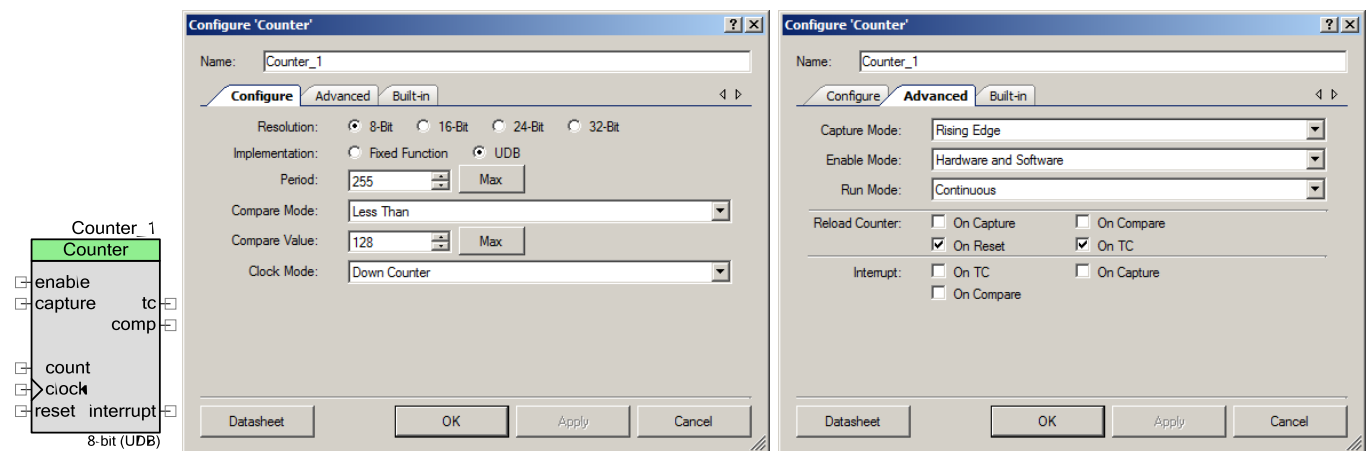 Counter_1
Counter
enable
capture tc
comp
count
clock
reset interrupt
8-bit (UDB)
Configure 'Counter'
Name: Counter_1
Configure Advanced Built-in
Resolution: 8-Bit 16-Bit 24-Bit 32-Bit
Implementation: Fixed Function UDB
Period: 255 Max
Compare Mode: Less Than
Compare Value: 128 Max
Clock Mode: Down Counter
Datasheet OK Apply Cancel
Configure 'Counter'
Name: Counter_1
Configure Advanced Built-in
Capture Mode: Rising Edge
Enable Mode: Hardware and Software
Run Mode: Continuous
Reload Counter: On Capture On Compare
On Reset On TC
Interrupt: On TC On Capture
On Compare
Datasheet OK Apply Cancel